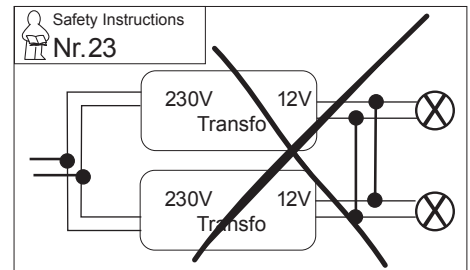 Safety Instructions
Nr.23
230V 12V
Transfo
230V 12V
Transfo